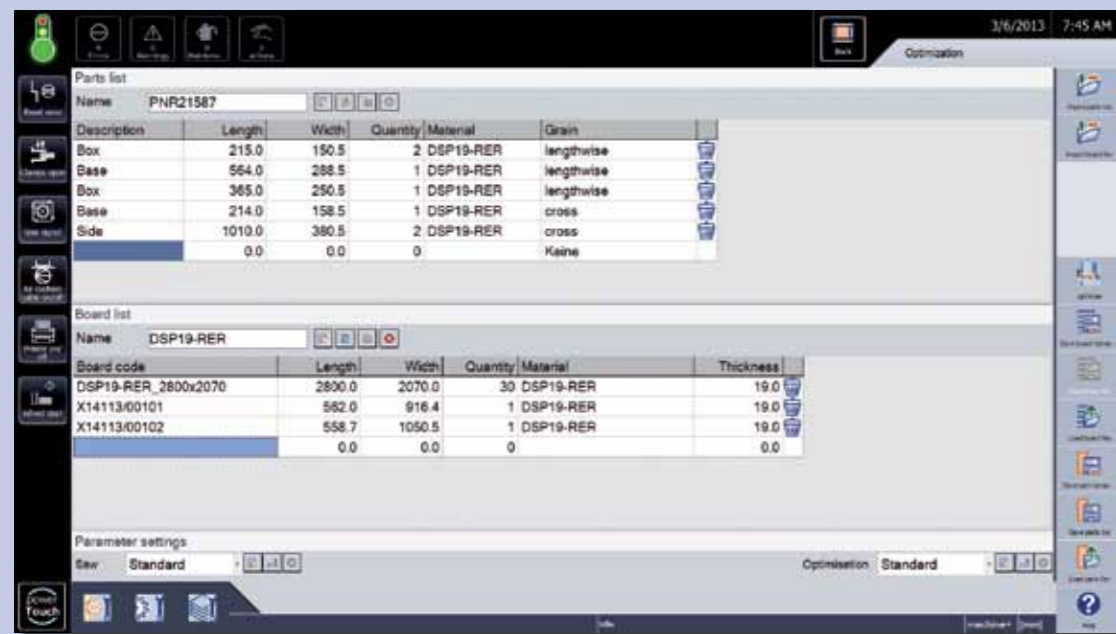 3/6/2013 7:45 AM
Back
Optimization
Parts list
Name PNR21587
Description Length Width Quantity Material Grain
Box 215.0 150.5 2 DSP19-RER lengthwise
Base 564.0 288.5 1 DSP19-RER lengthwise
Box 365.0 250.5 1 DSP19-RER lengthwise
Base 214.0 158.5 1 DSP19-RER cross
Side 1010.0 380.5 2 DSP19-RER cross
0.0 0.0 0 Keine
Board list
Name DSP19-RER
Board code Length Width Quantity Material Thickness
DSP19-RER_2800x2070 2800.0 2070.0 30 DSP19-RER 19.0
X14113/00101 562.0 916.4 1 DSP19-RER 19.0
X14113/00102 558.7 1050.5 1 DSP19-RER 19.0
0.0 0.0 0 0.0
Parameter settings
Saw Standard Optimisation Standard
power Touch
Idle
Help